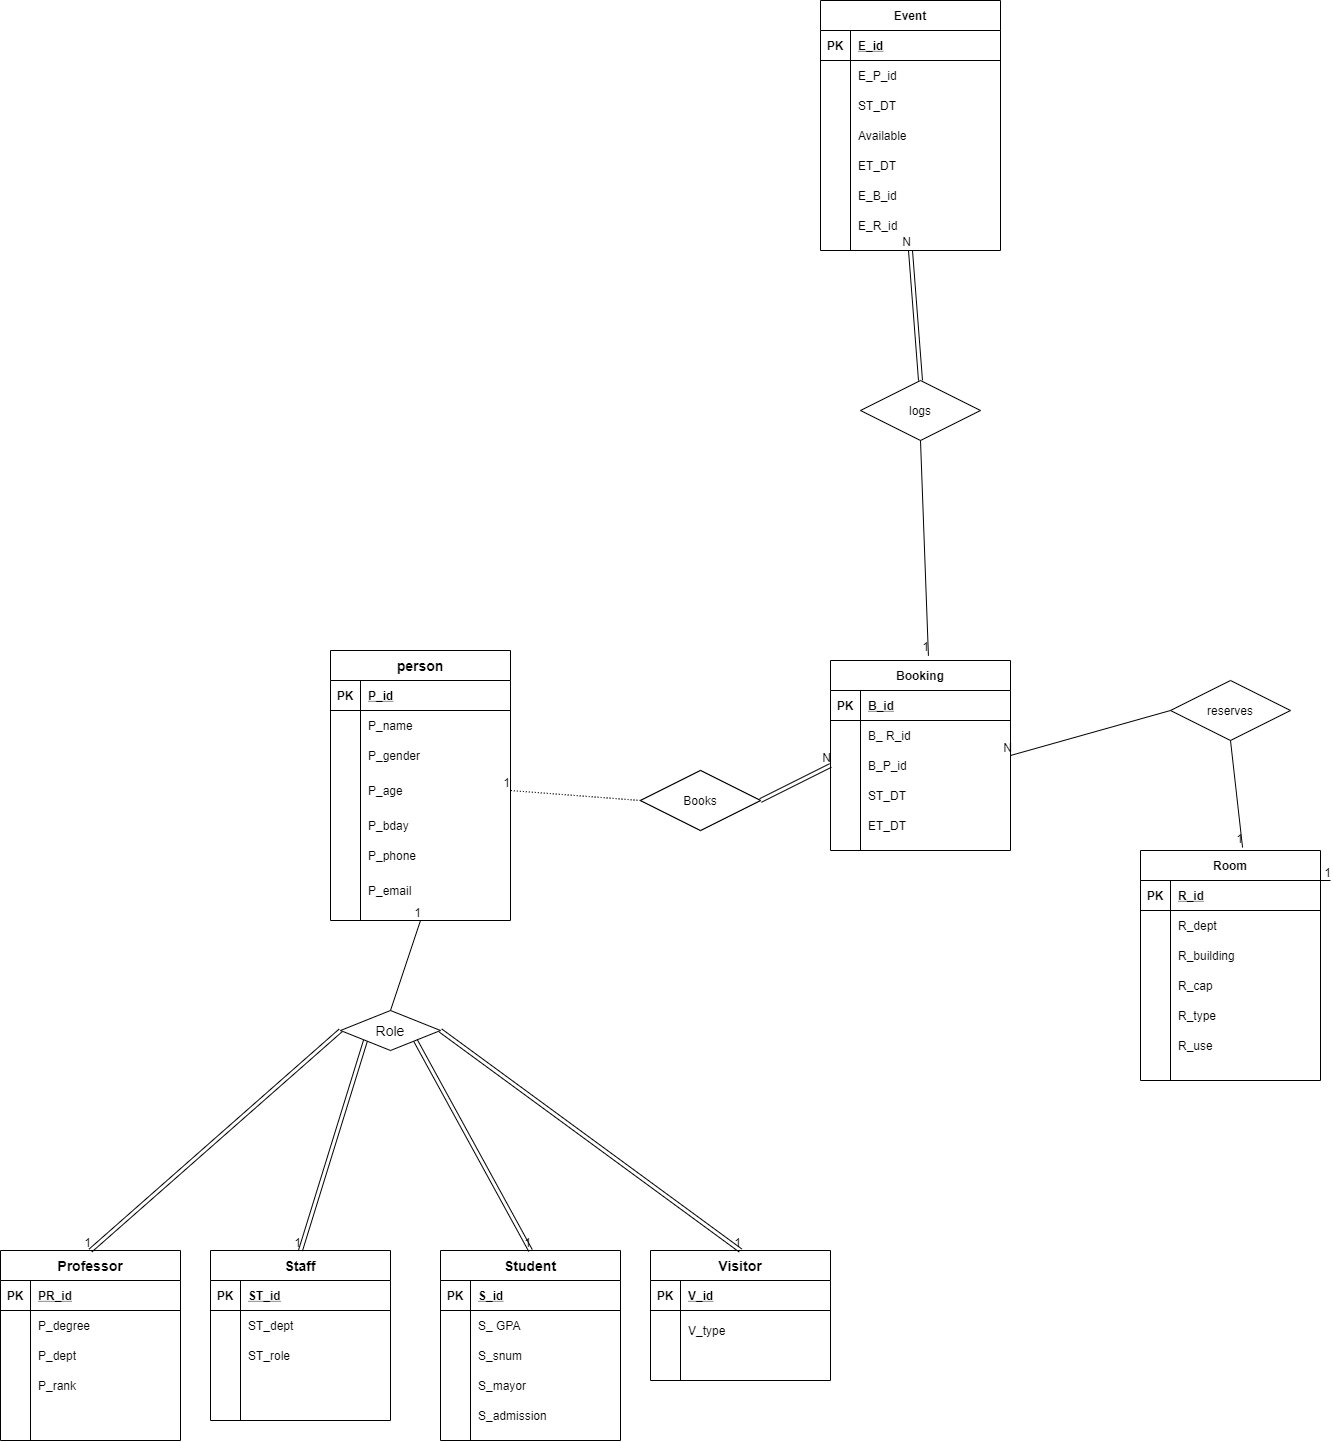 Event
PK E_id
E_P_id
ST_DT
Available
ET_DT
E_B_id
E_R_id
N
logs
1
person
PK P_id
P_name
P_gender
P_age
P_bday
P_phone
P_email
1
1
Books
N
Booking
PK B_id
B_ R_id
B_P_id
ST_DT
ET_DT
N
reserves
1
Room
1
PK R_id
R_dept
R_building
R_cap
R_type
R_use
Role
1
Professor
PK PR_id
P_degree
P_dept
P_rank
1
Staff
PK ST_id
ST_dept
ST_role
1
Student
PK S_id
S_ GPA
S_snum
S_mayor
S_admission
1
Visitor
PK V_id
V_type